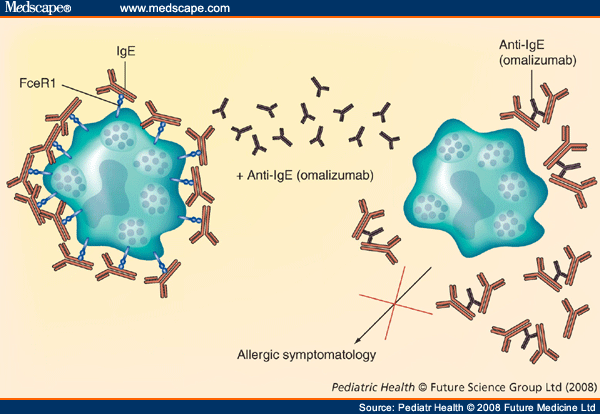 Medscape® www.medscape.com
IgE
FceR1
+ Anti-IgE (omalizumab)
Anti-IgE
(omalizumab)
Allergic symptomatology
Pediatric Health © Future Science Group Ltd (2008)
Source: Pediatr Health © 2008 Future Medicine Ltd